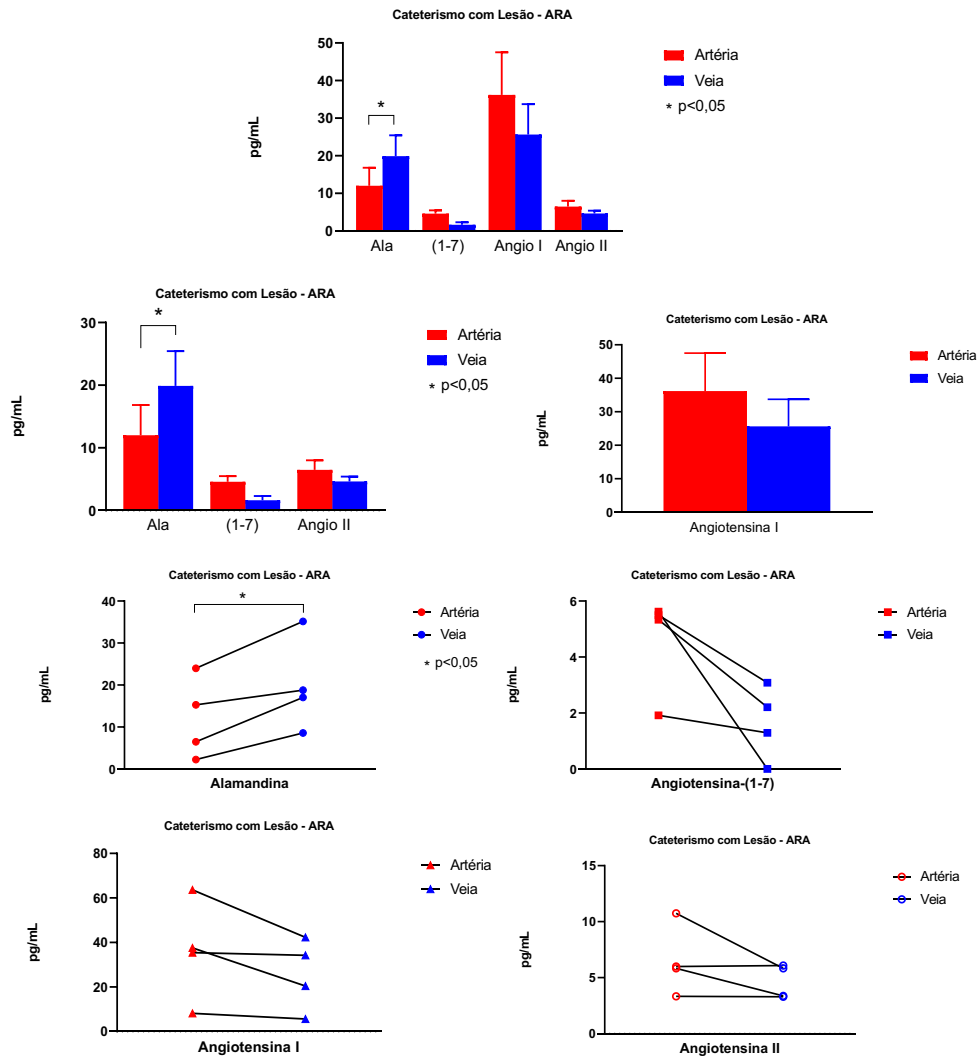 Cateterismo com Lesão - ARA
50
40
30
20
10
0
pg/mL
*
Ala
(1-7)
Angio I
Angio II
Artéria
Veia
* p<0,05
Cateterismo com Lesão - ARA
30
20
10
0
pg/mL
*
Ala
(1-7)
Angio II
Artéria
Veia
* p<0,05
Cateterismo com Lesão - ARA
50
40
30
20
10
0
pg/mL
Angiotensina I
Artéria
Veia
Cateterismo com Lesão - ARA
40
30
20
10
0
pg/mL
*
Alamandina
Artéria
Veia
* p<0,05
Cateterismo com Lesão - ARA
6
4
2
0
pg/mL
Angiotensina-(1-7)
Artéria
Veia
Cateterismo com Lesão - ARA
80
60
40
20
0
pg/mL
Angiotensina I
Artéria
Veia
Cateterismo com Lesão - ARA
15
10
5
0
pg/mL
Angiotensina II
Artéria
Veia